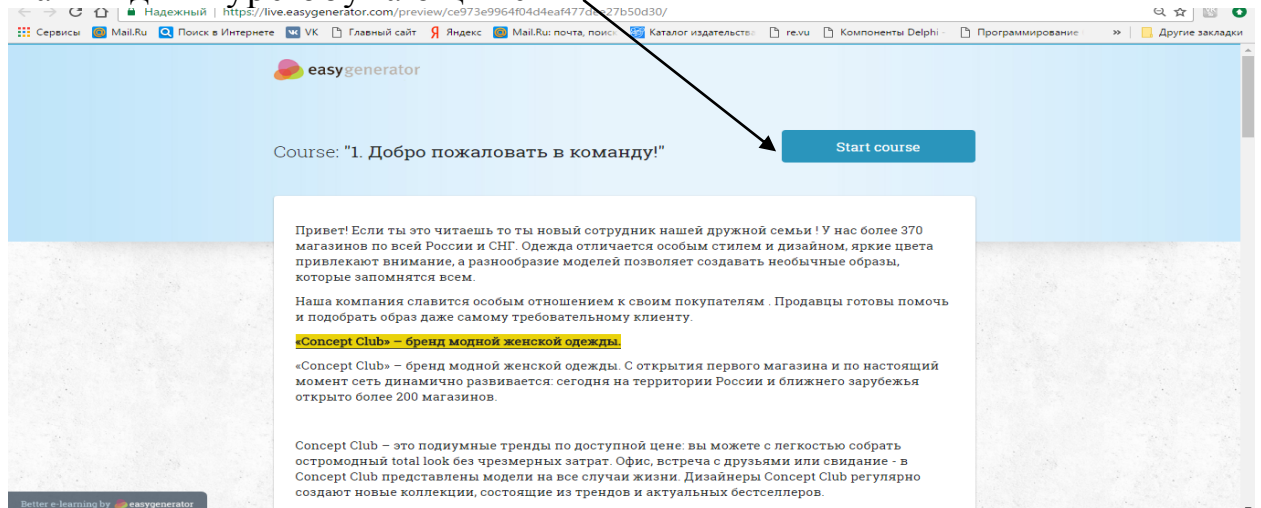 Надежный | https://live.easygenerator.com/preview/ce973e9964f04d4eaf477dee27b50d30/
Сервисы Mail.Ru Поиск в Интернете VK Главный сайт Яндекс Mail.Ru: почта, поиск Каталог издательства re.vu Компоненты Delphi - Программирование » Другие закладки
easygenerator
Course: "1. Добро пожаловать в команду!"
Start course
Привет! Если ты это читаешь то ты новый сотрудник нашей дружной семьи ! У нас более 370
магазинов по всей России и СНГ. Одежда отличается особым стилем и дизайном, яркие цвета
привлекают внимание, а разнообразие моделей позволяет создавать необычные образы,
которые запомнятся всем.
Наша компания славится особым отношением к своим покупателям . Продавцы готовы помочь
и подобрать образ даже самому требовательному клиенту.
«Concept Club» – бренд модной женской одежды.
«Concept Club» – бренд модной женской одежды. С открытия первого магазина и по настоящий
момент сеть динамично развивается: сегодня на территории России и ближнего зарубежья
открыто более 200 магазинов.
Concept Club – это подиумные тренды по доступной цене: вы можете с легкостью собрать
остромодный total look без чрезмерных затрат. Офис, встреча с друзьями или свидание - в
Concept Club представлены модели на все случаи жизни. Дизайнеры Concept Club регулярно
создают новые коллекции, состоящие из трендов и актуальных бестселлеров.
Better e-learning by easygenerator